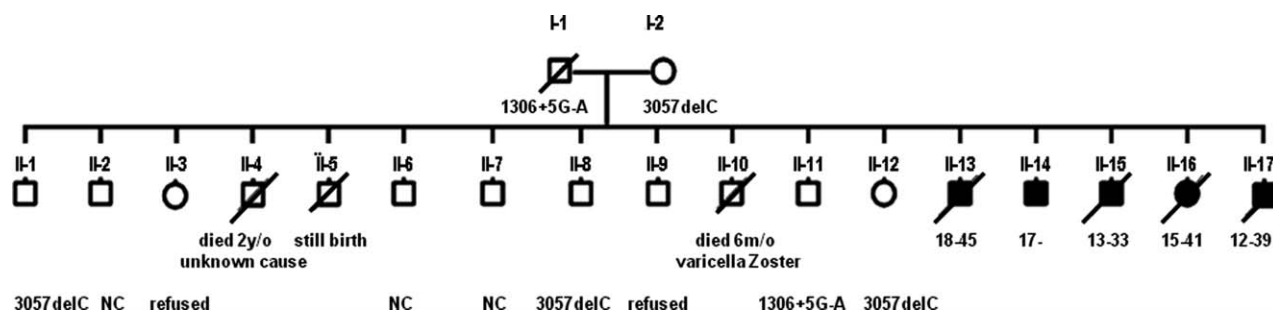 I-1 I-2
1306+5G-A 3057delC
II-1 II-2 II-3 II-4 II-5 II-6 II-7 II-8 II-9 II-10 II-11 II-12 II-13 II-14 II-15 II-16 II-17
died 2y/o still birth died 6m/o 18-45 17- 13-33 15-41 12-39
unknown cause varicella Zoster
3057delC NC refused NC NC 3057delC refused 1306+5G-A 3057delC